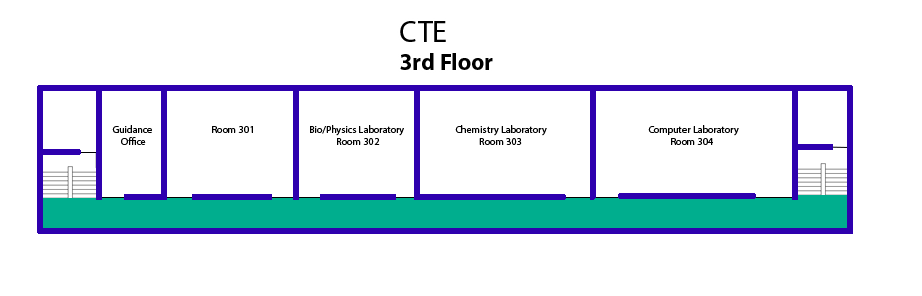 CTE
3rd Floor
Guidance
Office
Room 301
Bio/Physics Laboratory
Room 302
Chemistry Laboratory
Room 303
Computer Laboratory
Room 304